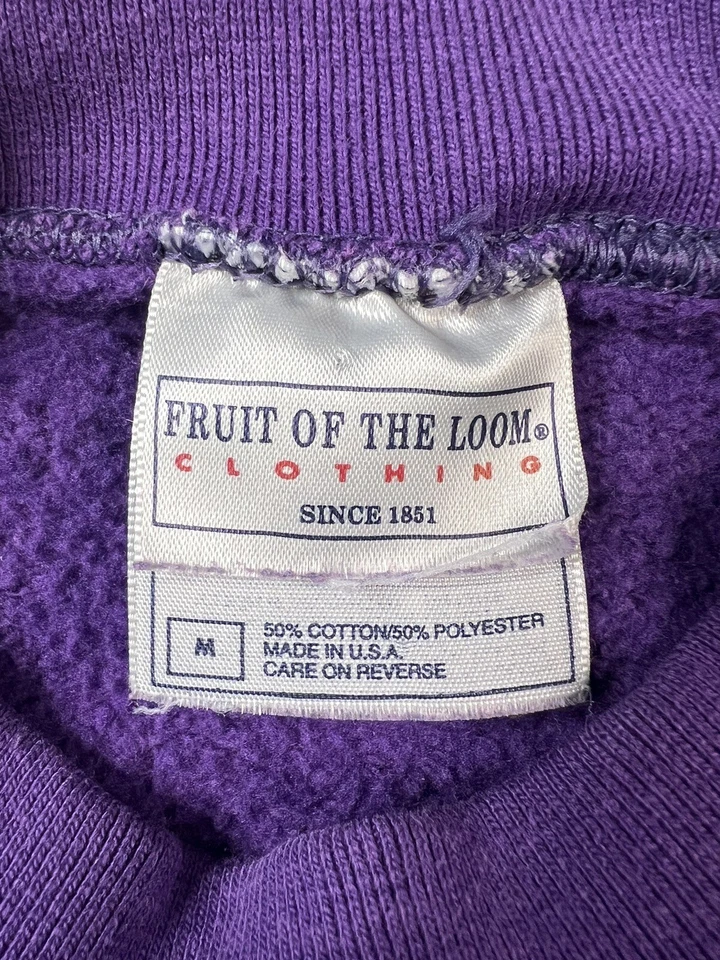 FRUIT OF THE LOOM®
CLOTHING
SINCE 1851
M
50% COTTON/50% POLYESTER
MADE IN U.S.A.
CARE ON REVERSE